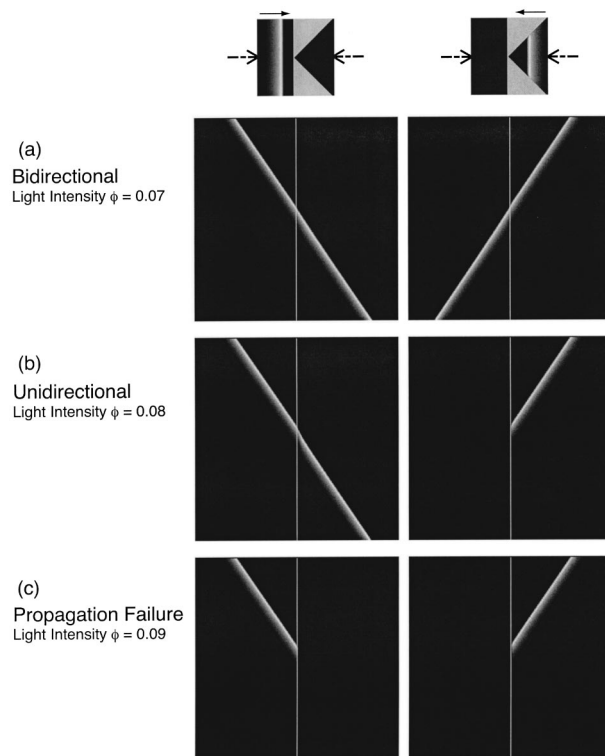 (a)
Bidirectional
Light Intensity ϕ = 0.07
(b)
Unidirectional
Light Intensity ϕ = 0.08
(c)
Propagation Failure
Light Intensity ϕ = 0.09